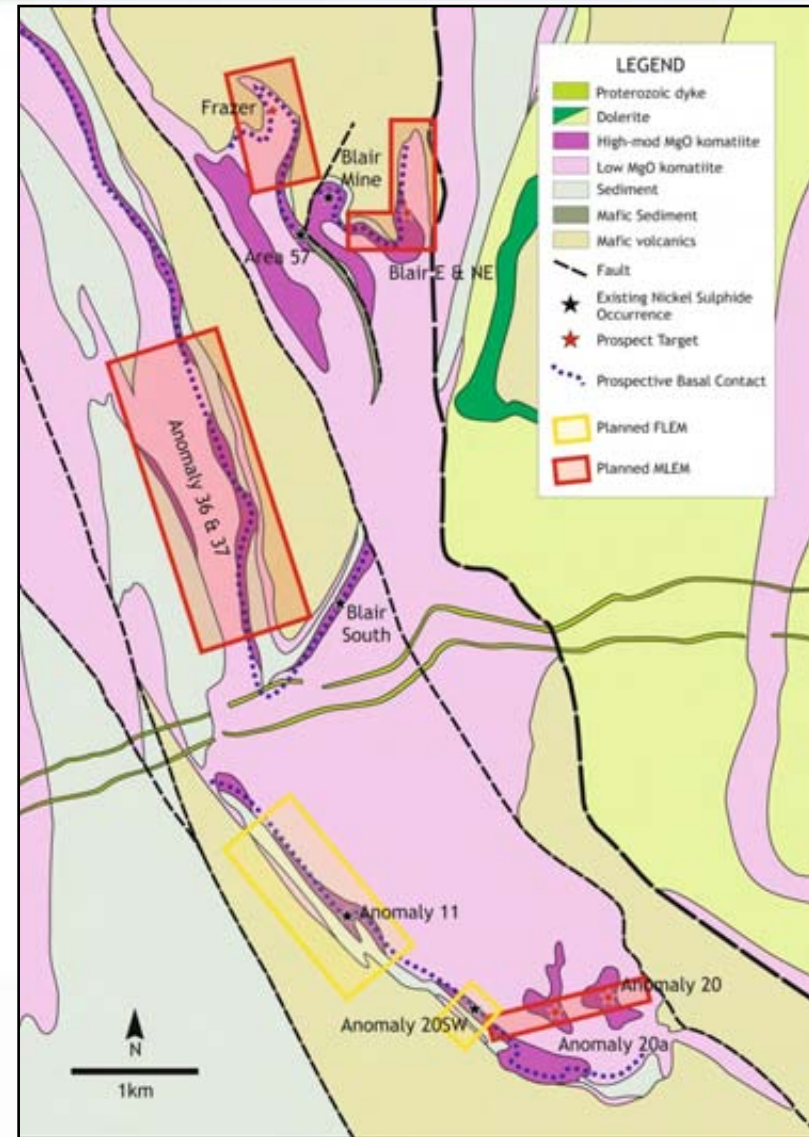 LEGEND
Proterozoic dyke
Dolerite
High-mod MgO komatiite
Low MgO komatiite
Sediment
Mafic Sediment
Mafic volcanics
Fault
Existing Nickel Sulphide
Occurrence
Prospect Target
Prospective Basal Contact
Planned FLEM
Planned MLEM
Frazer
Blair
Mine
Area 57
Blair E & NE
Anomaly 36 & 37
Blair
South
Anomaly 11
Anomaly 20
Anomaly 20SW
Anomaly 20a
N
1km